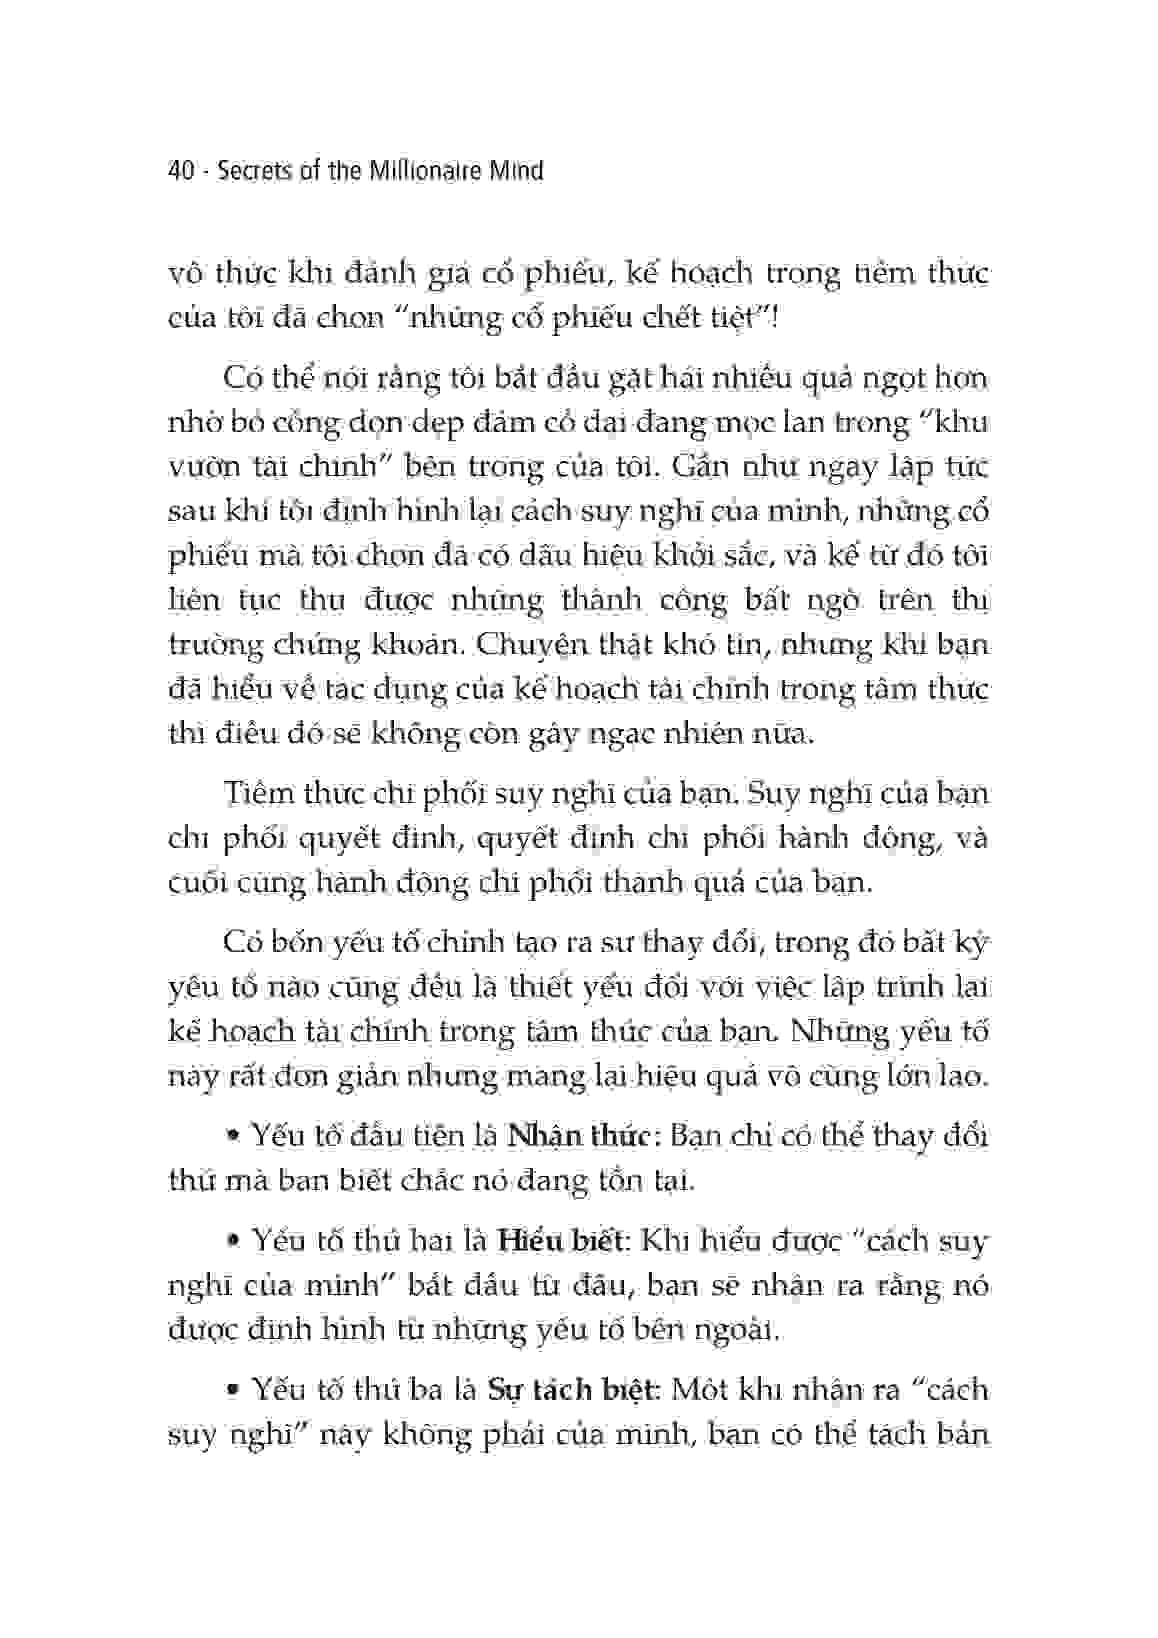 40 - Secrets of the Millionaire Mind
vô thức khi đánh giá cổ phiếu, kế hoạch trong tiềm thức
của tôi đã chọn “những cổ phiếu chết tiệt”!
Có thể nói rằng tôi bắt đầu gặt hái nhiều quả ngọt hơn
nhờ bỏ công dọn dẹp đám cỏ dại đang mọc lan trong “khu
vườn tài chính” bên trong của tôi. Gần như ngay lập tức
sau khi tôi định hình lại cách suy nghĩ của mình, những cổ
phiếu mà tôi chọn đã có dấu hiệu khởi sắc, và kể từ đó tôi
liên tục thu được những thành công bất ngờ trên thị
trường chứng khoán. Chuyện thật khó tin, nhưng khi bạn
đã hiểu về tác dụng của kế hoạch tài chính trong tâm thức
thì điều đó sẽ không còn gây ngạc nhiên nữa.
Tiềm thức chi phối suy nghĩ của bạn. Suy nghĩ của bạn
chi phối quyết định, quyết định chi phối hành động, và
cuối cùng hành động chi phối thành quả của bạn.
Có bốn yếu tố chính tạo ra sự thay đổi, trong đó bất kỳ
yếu tố nào cũng đều là thiết yếu đối với việc lập trình lại
kế hoạch tài chính trong tâm thức của bạn. Những yếu tố
này rất đơn giản nhưng mang lại hiệu quả vô cùng lớn lao.
• Yếu tố đầu tiên là Nhận thức: Bạn chỉ có thể thay đổi
thứ mà bạn biết chắc nó đang tồn tại.
• Yếu tố thứ hai là Hiểu biết: Khi hiểu được “cách suy
nghĩ của mình” bắt đầu từ đâu, bạn sẽ nhận ra rằng nó
được định hình từ những yếu tố bên ngoài.
• Yếu tố thứ ba là Sự tách biệt: Một khi nhận ra “cách
suy nghĩ” này không phải của mình, bạn có thể tách bản